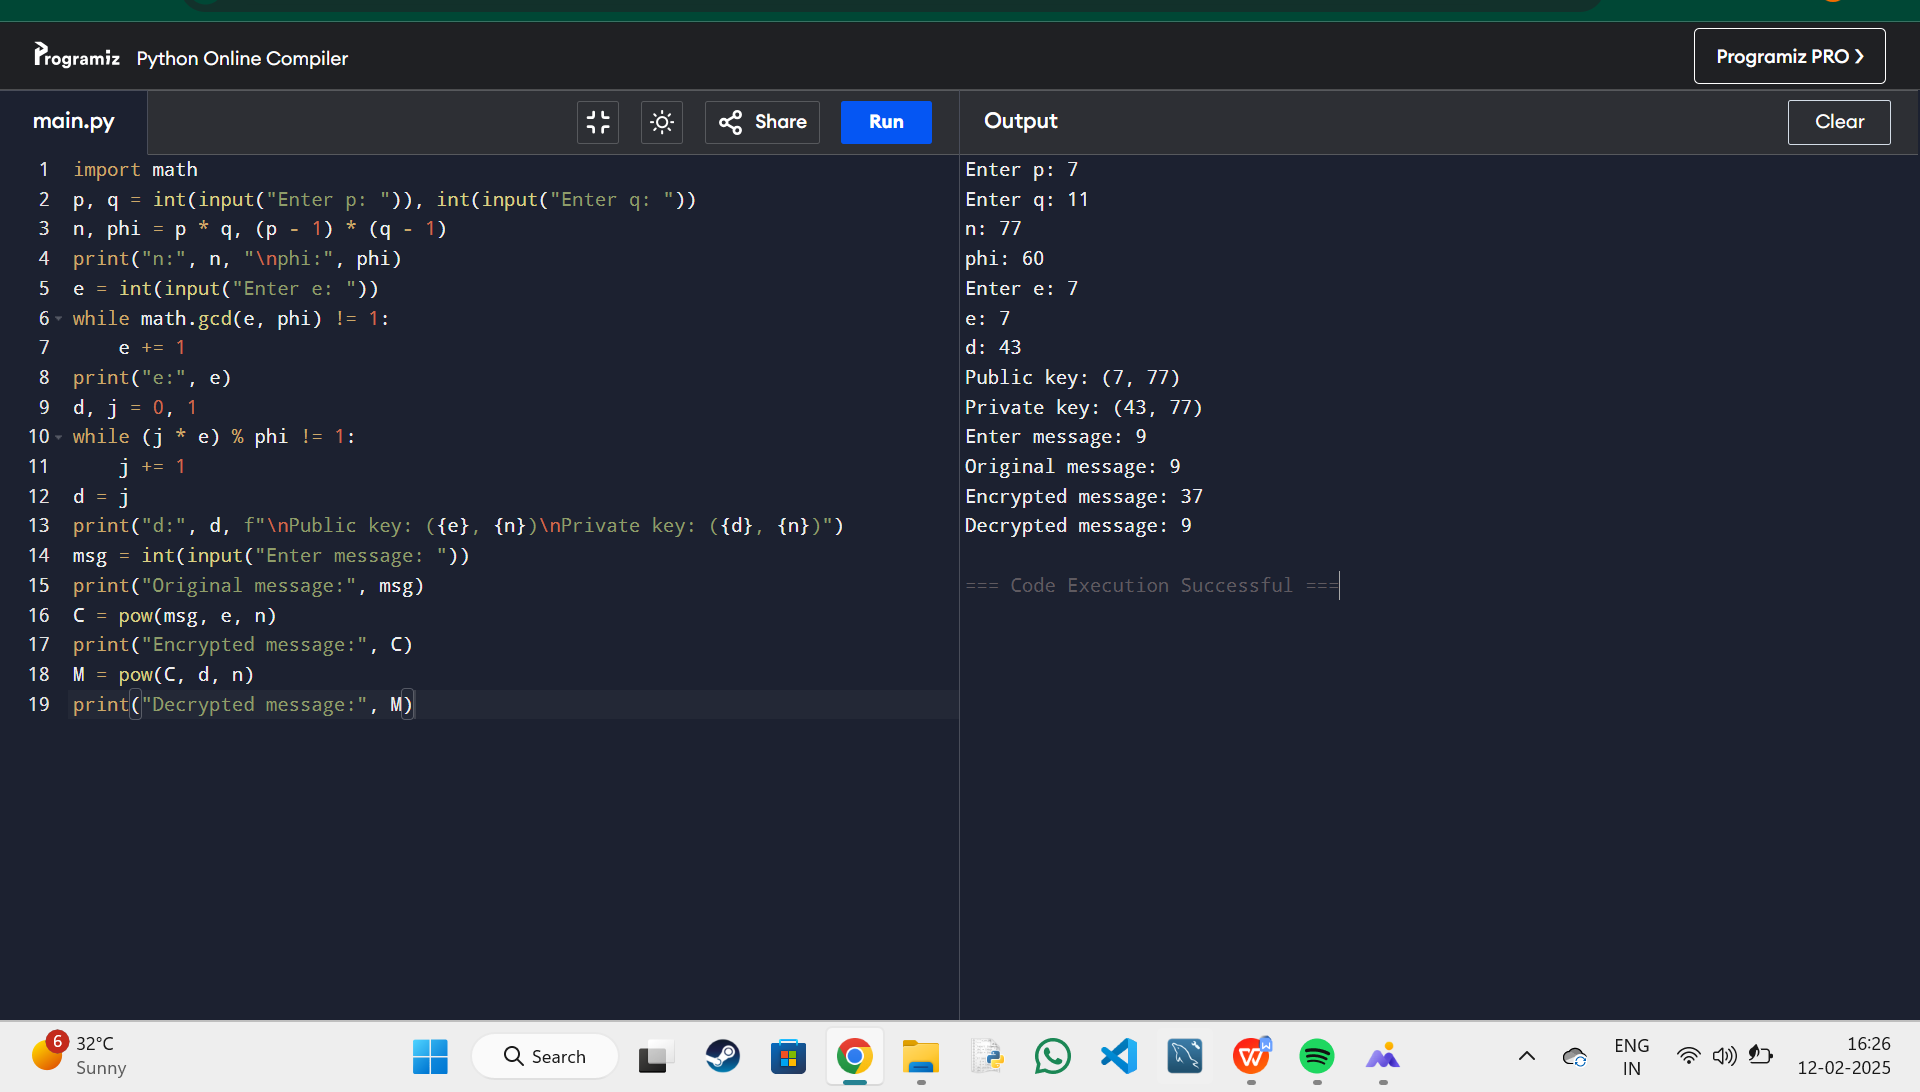 Programiz Python Online Compiler
Programiz PRO ❯
main.py
Share
Run
Output
Clear
1 import math
2 p, q = int(input("Enter p: ")), int(input("Enter q: "))
3 n, phi = p * q, (p - 1) * (q - 1)
4 print("n:", n, "\nphi:", phi)
5 e = int(input("Enter e: "))
6 while math.gcd(e, phi) != 1:
7     e += 1
8 print("e:", e)
9 d, j = 0, 1
10 while (j * e) % phi != 1:
11     j += 1
12 d = j
13 print("d:", d, f"\nPublic key: ({e}, {n})\nPrivate key: ({d}, {n})")
14 msg = int(input("Enter message: "))
15 print("Original message:", msg)
16 C = pow(msg, e, n)
17 print("Encrypted message:", C)
18 M = pow(C, d, n)
19 print("Decrypted message:", M)
Enter p: 7
Enter q: 11
n: 77
phi: 60
Enter e: 7
e: 7
d: 43
Public key: (7, 77)
Private key: (43, 77)
Enter message: 9
Original message: 9
Encrypted message: 37
Decrypted message: 9
=== Code Execution Successful ===
6
32°C
Sunny
Search
W
ENG
IN
16:26
12-02-2025